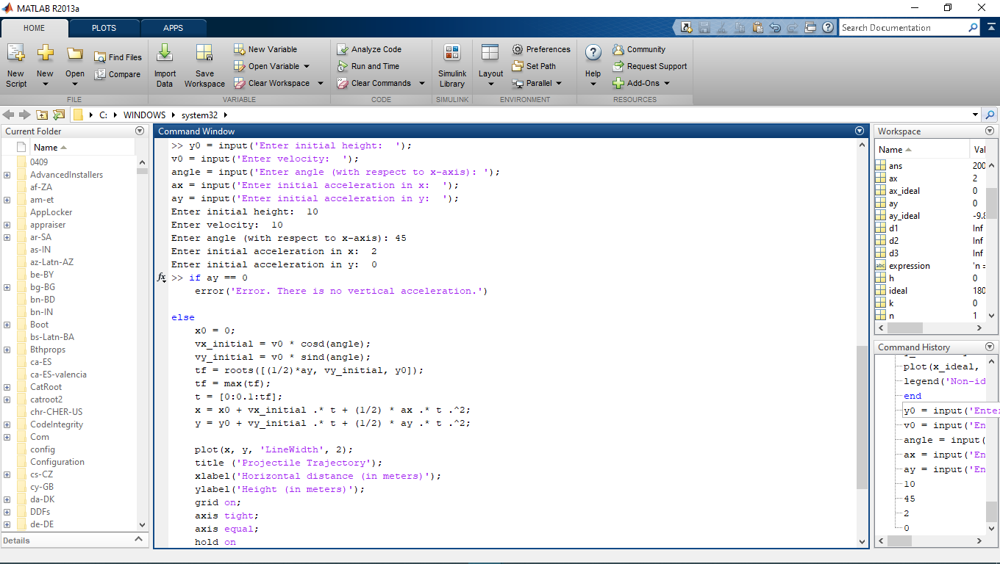 MATLAB R2013a
HOME
PLOTS
APPS
Search Documentation
New Script
New
Open
Find Files
Compare
FILE
Import Data
Save Workspace
New Variable
Open Variable
Clear Workspace
VARIABLE
Analyze Code
Run and Time
Clear Commands
CODE
Simulink Library
SIMULINK
Layout
Preferences
Set Path
Parallel
ENVIRONMENT
Help
Community
Request Support
Add-Ons
RESOURCES
C: WINDOWS system32
Current Folder
Name
0409
AdvancedInstallers
af-ZA
am-et
AppLocker
appraiser
ar-SA
as-IN
az-Latn-AZ
be-BY
bg-BG
bn-BD
bn-IN
Boot
bs-Latn-BA
Bthprops
ca-ES
ca-ES-valencia
CatRoot
catroot2
chr-CHER-US
CodeIntegrity
Com
config
Configuration
cs-CZ
cy-GB
da-DK
DDFs
de-DE
Details
Command Window
>> y0 = input('Enter initial height:  ');
v0 = input('Enter velocity:  ');
angle = input('Enter angle (with respect to x-axis): ');
ax = input('Enter initial acceleration in x:  ');
ay = input('Enter initial acceleration in y:  ');
Enter initial height:  10
Enter velocity:  10
Enter angle (with respect to x-axis): 45
Enter initial acceleration in x:  2
Enter initial acceleration in y:  0
fx >> if ay == 0
    error('Error. There is no vertical acceleration.')
else
    x0 = 0;
    vx_initial = v0 * cosd(angle);
    vy_initial = v0 * sind(angle);
    tf = roots([(1/2)*ay, vy_initial, y0]);
    tf = max(tf);
    t = [0:0.1:tf];
    x = x0 + vx_initial .* t + (1/2) * ax .* t .^2;
    y = y0 + vy_initial .* t + (1/2) * ay .* t .^2;
    plot(x, y, 'LineWidth', 2);
    title ('Projectile Trajectory');
    xlabel('Horizontal distance (in meters)');
    ylabel('Height (in meters)');
    grid on;
    axis tight;
    axis equal;
    hold on
Workspace
Name Val
ans 200
ax 2
ax_ideal 0
ay 0
ay_ideal -9.8
d1 Inf
d2 Inf
d3 Inf
abc expression 'n =
h 0
ideal 180
k 0
n 1
Command History
plot(x_ideal,
legend('Non-id
end
y0 = input('Enter
v0 = input('En
angle = input(
ax = input('En
ay = input('En
10
45
2
0